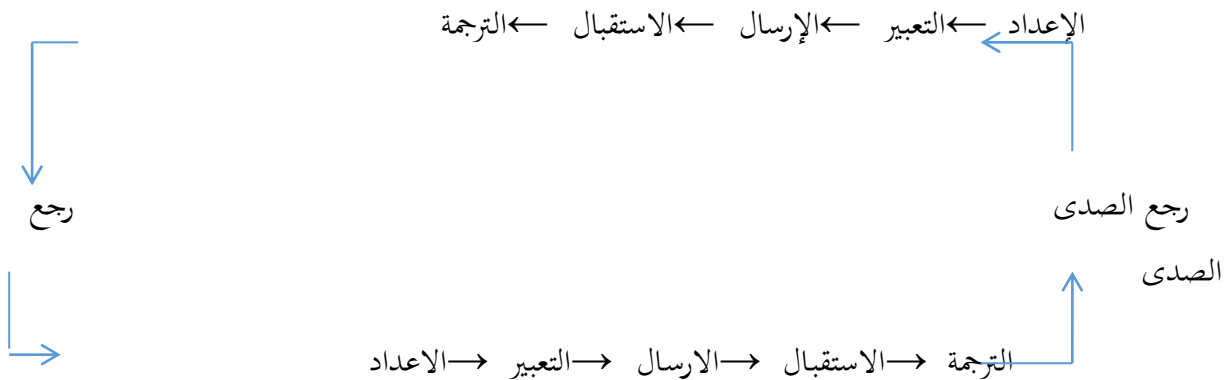 الإعداد ←التعبير ←الإرسال ←الاستقبال ←الترجمة
رجع الصدى رجع
الصدى
الترجمة →الاستقبال →الارسال →التعبير →الاعداد